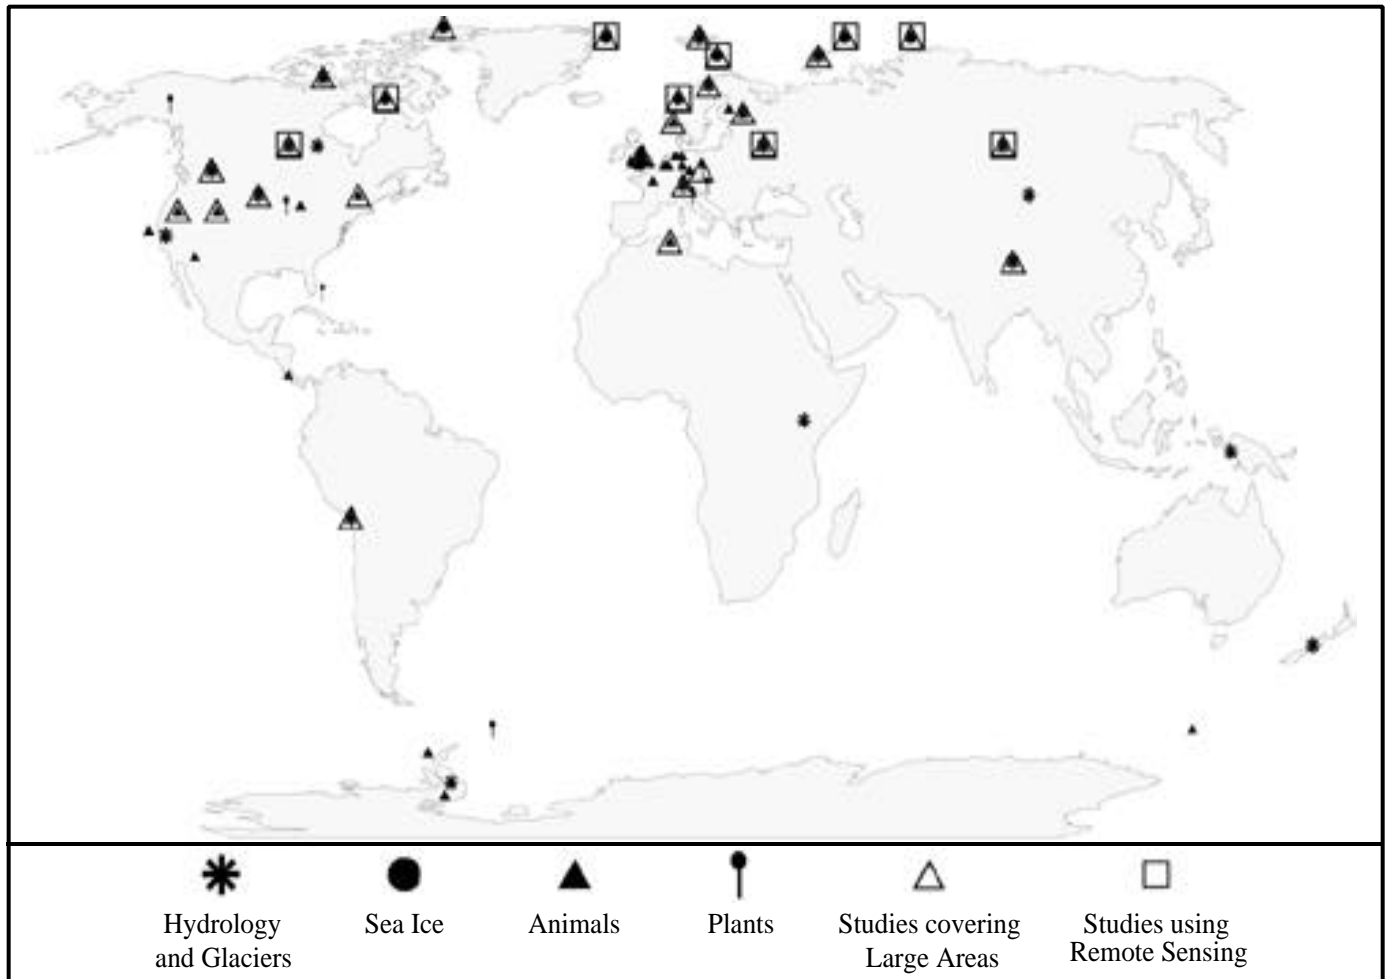 Hydrology
and Glaciers
Sea Ice
Animals
Plants
Studies covering
Large Areas
Studies using
Remote Sensing